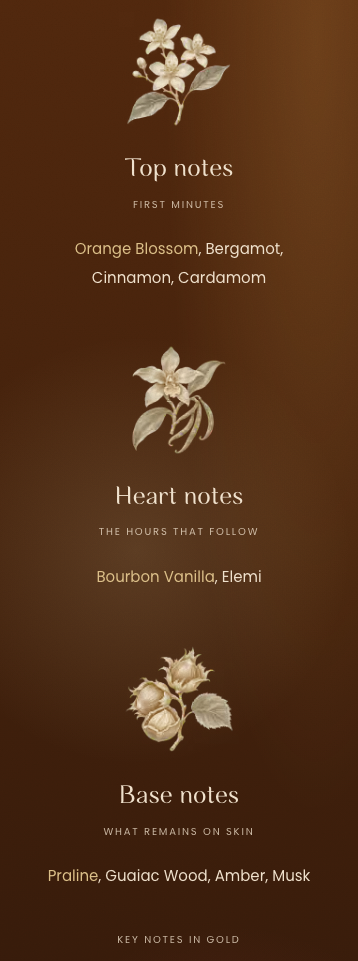 Top notes
FIRST MINUTES
Orange Blossom, Bergamot,
Cinnamon, Cardamom
Heart notes
THE HOURS THAT FOLLOW
Bourbon Vanilla, Elemi
Base notes
WHAT REMAINS ON SKIN
Praline, Guaiac Wood, Amber, Musk
KEY NOTES IN GOLD